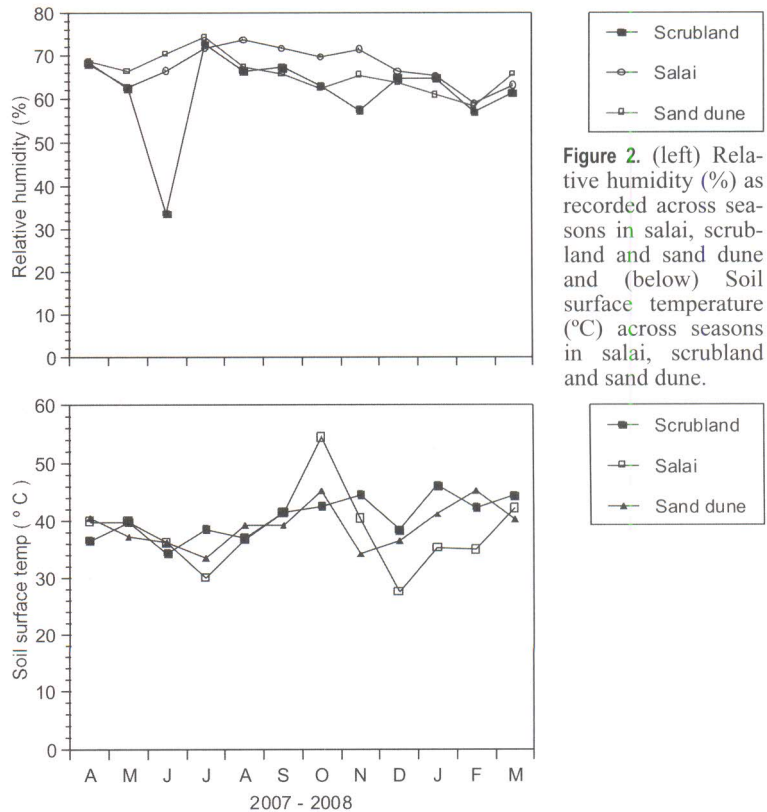 80
70
60
50
40
30
20
10
0
Relative humidity (%)
Scrubland
Salai
Sand dune
Figure 2. (left) Rela-
tive humidity (%) as
recorded across sea-
sons in salai, scrub-
land and sand dune
and (below) Soil
surface temperature
(ºC) across seasons
in salai, scrubland
and sand dune.
60
50
40
30
20
10
0
Soil surface temp ( º C )
A M J J A S O N D J F M
2007 - 2008
Scrubland
Salai
Sand dune